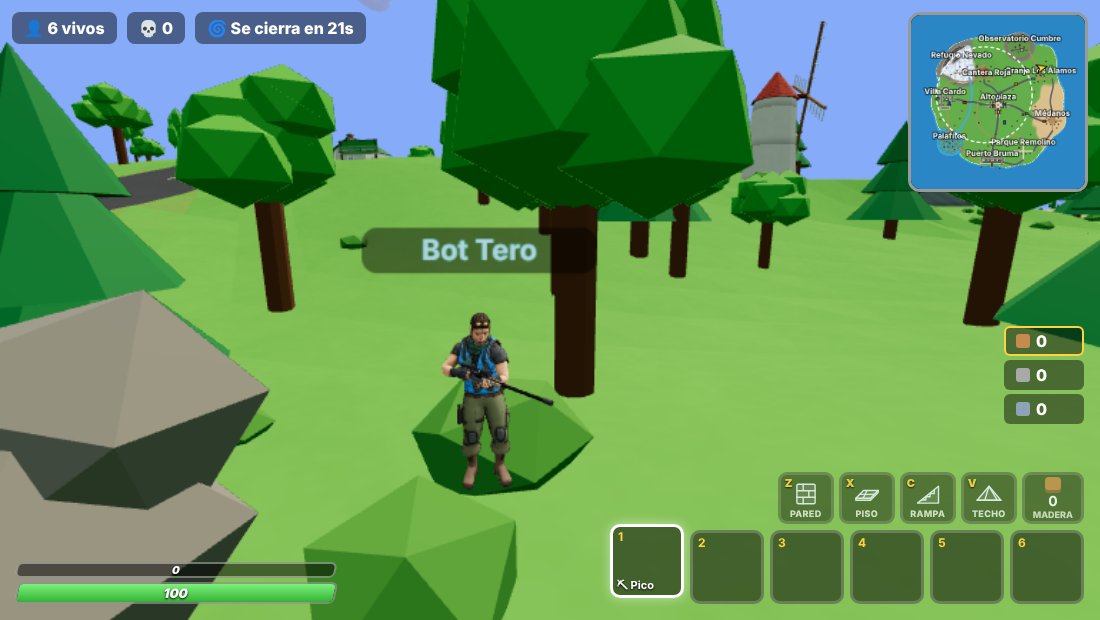 6 vivos
0
Se cierra en 21s
Observatorio Cumbre
Refugio Nevado
Cantera Roja
Álamos
Villa Cardo
Altoplaza
Médanos
Palafitos
Parque Remolino
Puerto Bruma
Bot Tero
0
0
0
Z
PARED
X
PISO
C
RAMPA
V
TECHO
0
MADERA
1
Pico
2
3
4
5
6
0
100